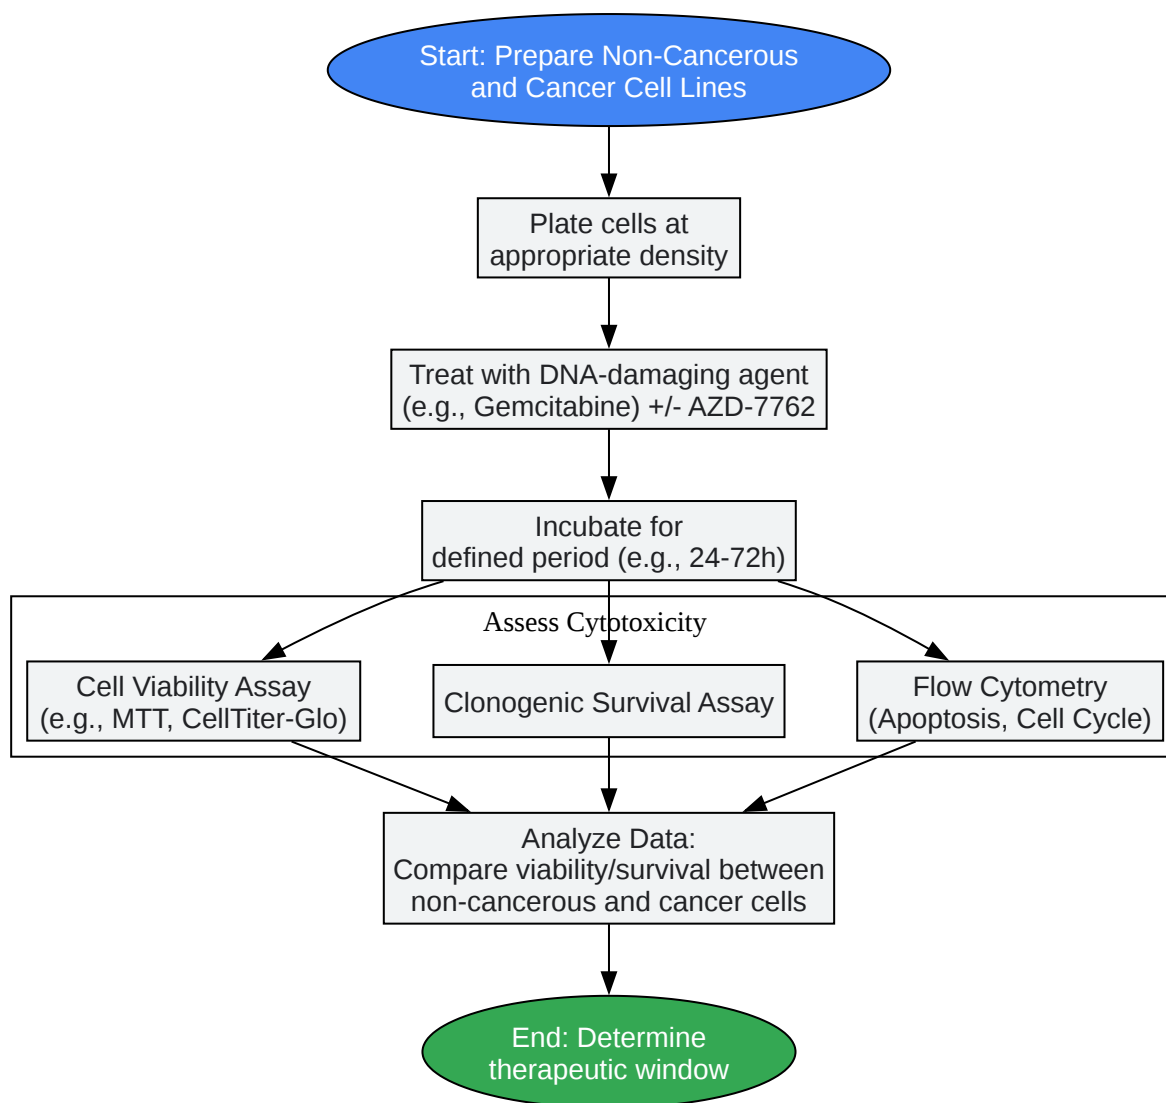 Start: Prepare Non-Cancerous
and Cancer Cell Lines
Plate cells at
appropriate density
Treat with DNA-damaging agent
(e.g., Gemcitabine) +/- AZD-7762
Incubate for
defined period (e.g., 24-72h)
Assess Cytotoxicity
Cell Viability Assay
(e.g., MTT, CellTiter-Glo)
Clonogenic Survival Assay
Flow Cytometry
(Apoptosis, Cell Cycle)
Analyze Data:
Compare viability/survival between
non-cancerous and cancer cells
End: Determine
therapeutic window